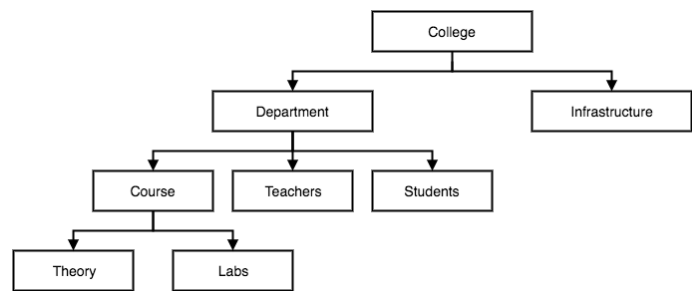 College
Department
Infrastructure
Course
Teachers
Students
Theory
Labs